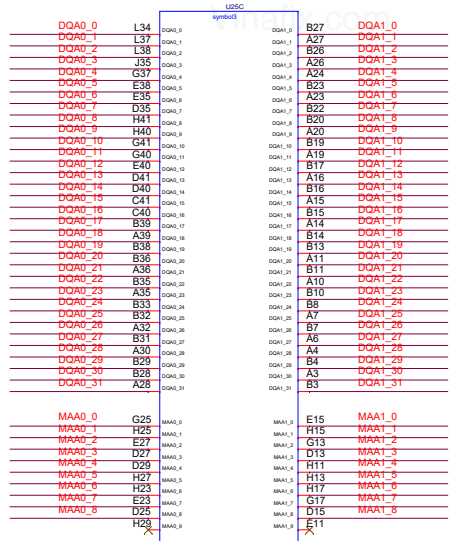 Vinafix.com
U25C
symbol3
DQA0_0 L34 DQA0_0 DQA1_0 B27 DQA1_0
DQA0_1 L37 DQA0_1 DQA1_1 A27 DQA1_1
DQA0_2 L38 DQA0_2 DQA1_2 B26 DQA1_2
DQA0_3 J35 DQA0_3 DQA1_3 A26 DQA1_3
DQA0_4 G37 DQA0_4 DQA1_4 A24 DQA1_4
DQA0_5 E38 DQA0_5 DQA1_5 B23 DQA1_5
DQA0_6 E35 DQA0_6 DQA1_6 A23 DQA1_6
DQA0_7 D35 DQA0_7 DQA1_7 B22 DQA1_7
DQA0_8 H41 DQA0_8 DQA1_8 B20 DQA1_8
DQA0_9 H40 DQA0_9 DQA1_9 A20 DQA1_9
DQA0_10 G41 DQA0_10 DQA1_10 B19 DQA1_10
DQA0_11 G40 DQA0_11 DQA1_11 A19 DQA1_11
DQA0_12 E40 DQA0_12 DQA1_12 B17 DQA1_12
DQA0_13 D41 DQA0_13 DQA1_13 A16 DQA1_13
DQA0_14 D40 DQA0_14 DQA1_14 B16 DQA1_14
DQA0_15 C41 DQA0_15 DQA1_15 A15 DQA1_15
DQA0_16 C40 DQA0_16 DQA1_16 B15 DQA1_16
DQA0_17 B39 DQA0_17 DQA1_17 A14 DQA1_17
DQA0_18 A39 DQA0_18 DQA1_18 B14 DQA1_18
DQA0_19 B38 DQA0_19 DQA1_19 B13 DQA1_19
DQA0_20 B36 DQA0_20 DQA1_20 A11 DQA1_20
DQA0_21 A36 DQA0_21 DQA1_21 B11 DQA1_21
DQA0_22 B35 DQA0_22 DQA1_22 A10 DQA1_22
DQA0_23 A35 DQA0_23 DQA1_23 B10 DQA1_23
DQA0_24 B33 DQA0_24 DQA1_24 B8 DQA1_24
DQA0_25 B32 DQA0_25 DQA1_25 A7 DQA1_25
DQA0_26 A32 DQA0_26 DQA1_26 B7 DQA1_26
DQA0_27 B31 DQA0_27 DQA1_27 A6 DQA1_27
DQA0_28 A30 DQA0_28 DQA1_28 A4 DQA1_28
DQA0_29 B29 DQA0_29 DQA1_29 B4 DQA1_29
DQA0_30 B28 DQA0_30 DQA1_30 A3 DQA1_30
DQA0_31 A28 DQA0_31 DQA1_31 B3 DQA1_31
MAA0_0 G25 MAA0_0 MAA1_0 E15 MAA1_0
MAA0_1 H25 MAA0_1 MAA1_1 H15 MAA1_1
MAA0_2 E27 MAA0_2 MAA1_2 G13 MAA1_2
MAA0_3 D27 MAA0_3 MAA1_3 D13 MAA1_3
MAA0_4 D29 MAA0_4 MAA1_4 H11 MAA1_4
MAA0_5 H27 MAA0_5 MAA1_5 H13 MAA1_5
MAA0_6 H23 MAA0_6 MAA1_6 H17 MAA1_6
MAA0_7 E23 MAA0_7 MAA1_7 G17 MAA1_7
MAA0_8 D25 MAA0_8 MAA1_8 D15 MAA1_8
H29 MAA0_9 MAA1_9 E11